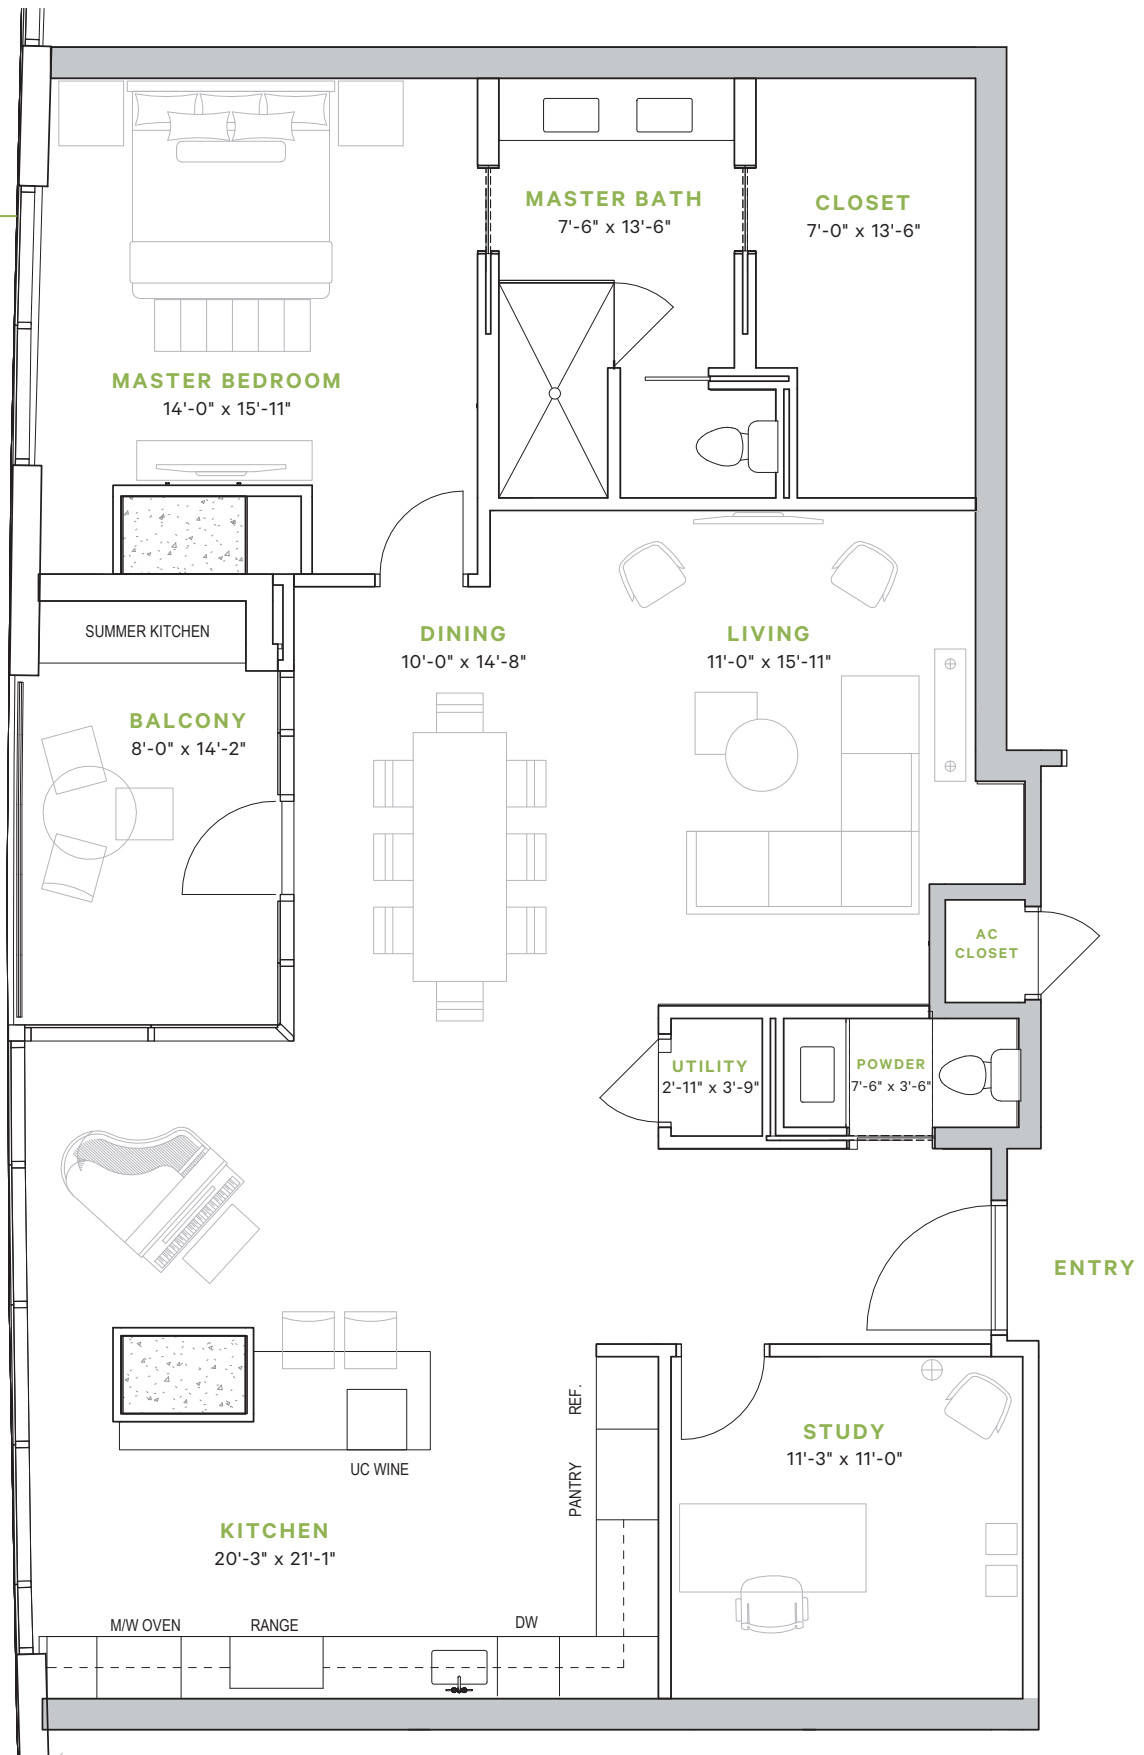 MASTER BATH
7'-6" x 13'-6"
CLOSET
7'-0" x 13'-6"
MASTER BEDROOM
14'-0" x 15'-11"
SUMMER KITCHEN
DINING
10'-0" x 14'-8"
LIVING
11'-0" x 15'-11"
BALCONY
8'-0" x 14'-2"
AC
CLOSET
UTILITY
2'-11" x 3'-9"
POWDER
7'-6" x 3'-6"
ENTRY
REF.
PANTRY
UC WINE
STUDY
11'-3" x 11'-0"
KITCHEN
20'-3" x 21'-1"
M/W OVEN
RANGE
DW